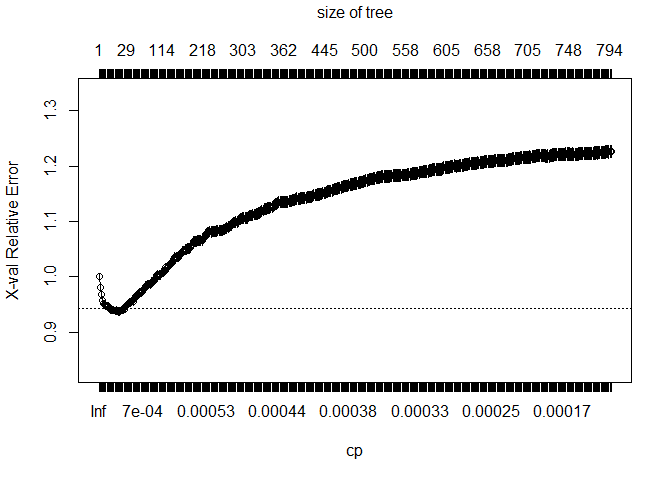 size of tree
1 29 114 218 303 362 445 500 558 605 658 705 748 794
X-val Relative Error
1.3
1.2
1.1
1.0
0.9
Inf 7e-04 0.00053 0.00044 0.00038 0.00033 0.00025 0.00017
cp